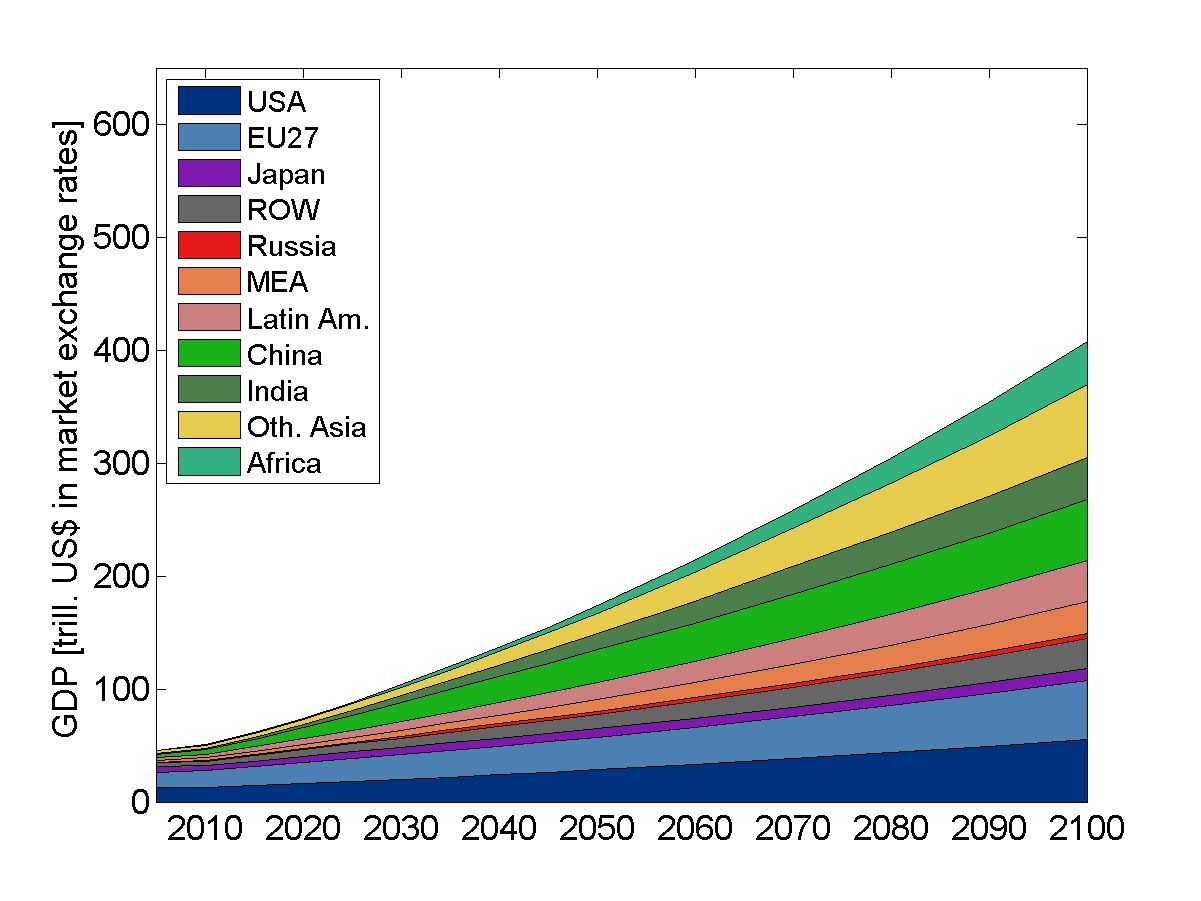 GDP [trill. US$ in market exchange rates]
600
500
400
300
200
100
0
USA
EU27
Japan
ROW
Russia
MEA
Latin Am.
China
India
Oth. Asia
Africa
2010 2020 2030 2040 2050 2060 2070 2080 2090 2100